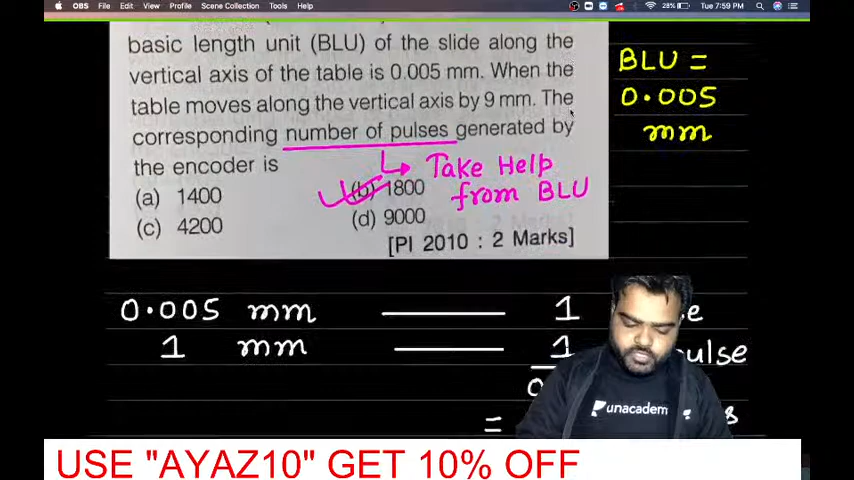 OBS File Edit View Profile Scene Collection Tools Help 28% Tue 7:59 PM
basic length unit (BLU) of the slide along the
vertical axis of the table is 0.005 mm. When the
table moves along the vertical axis by 9 mm. The
corresponding number of pulses generated by
the encoder is
(a) 1400
(b) 1800
(c) 4200
(d) 9000
[PI 2010 : 2 Marks]
Take Help
from BLU
BLU =
0.005
mm
0.005 mm 1
1 mm 1
=
unacadem
USE "AYAZ10" GET 10% OFF